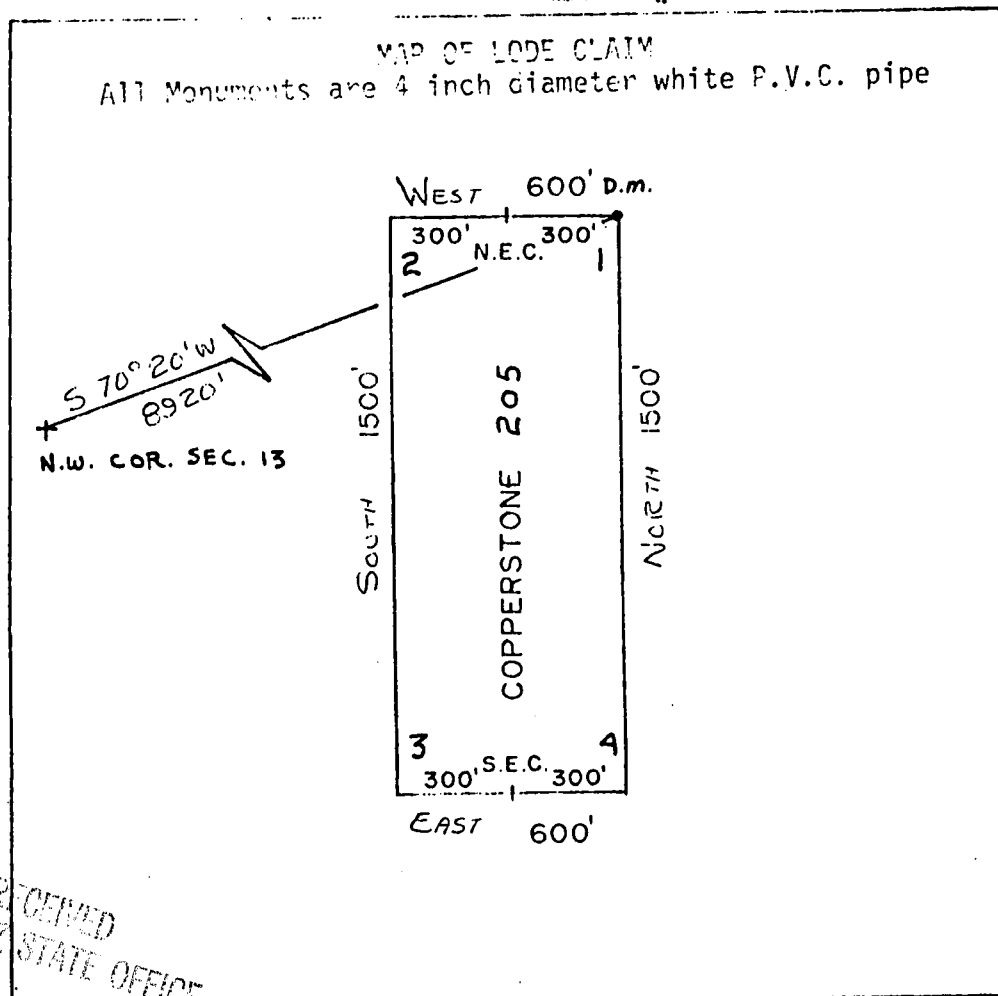 MAP OF LODE CLAIM
All Monuments are 4 inch diameter white P.V.C. pipe
WEST 600' D.m.
300' N.E.C. 300'
2 1
S 70° 20' W
8920'
N.W. COR. SEC. 13
SOUTH 1500'
COPPERSTONE 205
NORTH 1500'
3 4
300' S.E.C. 300'
EAST 600'
RECEIVED
STATE OFFICE